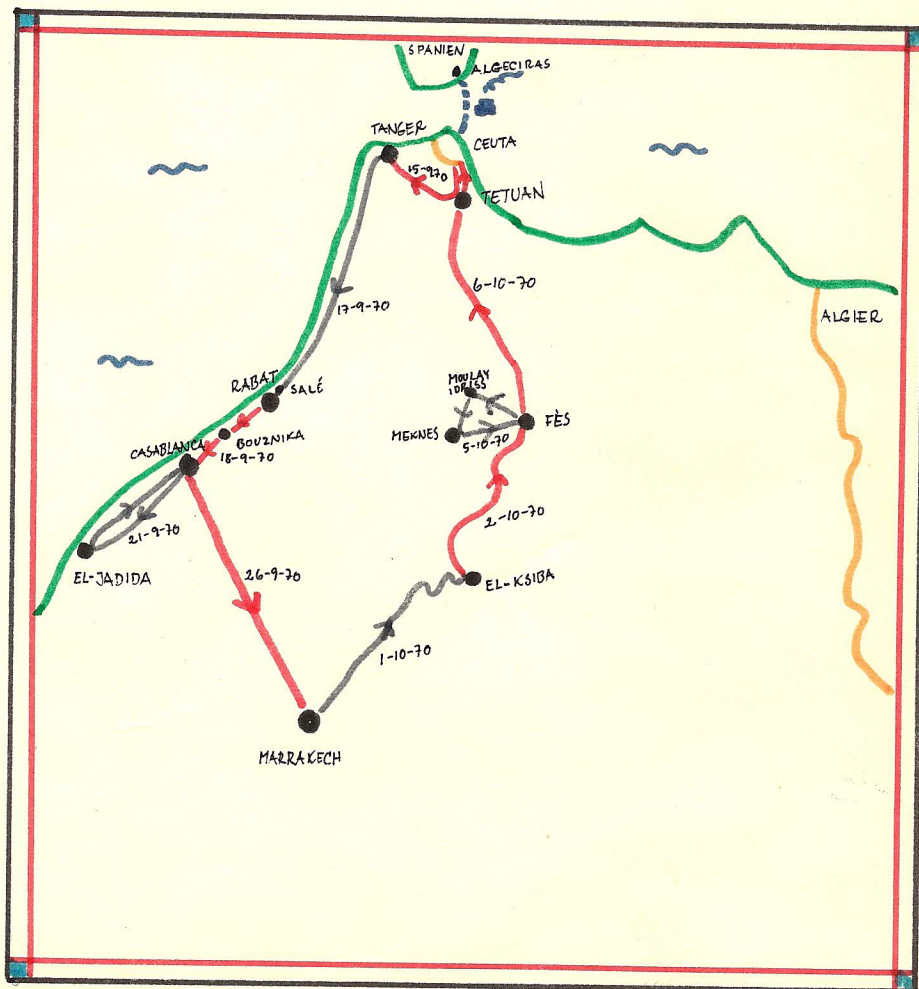 SPANIEN
ALGECIRAS
TANGER
CEUTA
15-9-70
TETUAN
6-10-70
17-9-70
ALGIER
RABAT
SALÉ
MOULAY
IDRISS
FÈS
MEKNES
5-10-70
BOUZNIKA
CASABLANCA
18-9-70
21-9-70
2-10-70
EL-JADIDA
26-9-70
EL-KSIBA
1-10-70
MARRAKECH